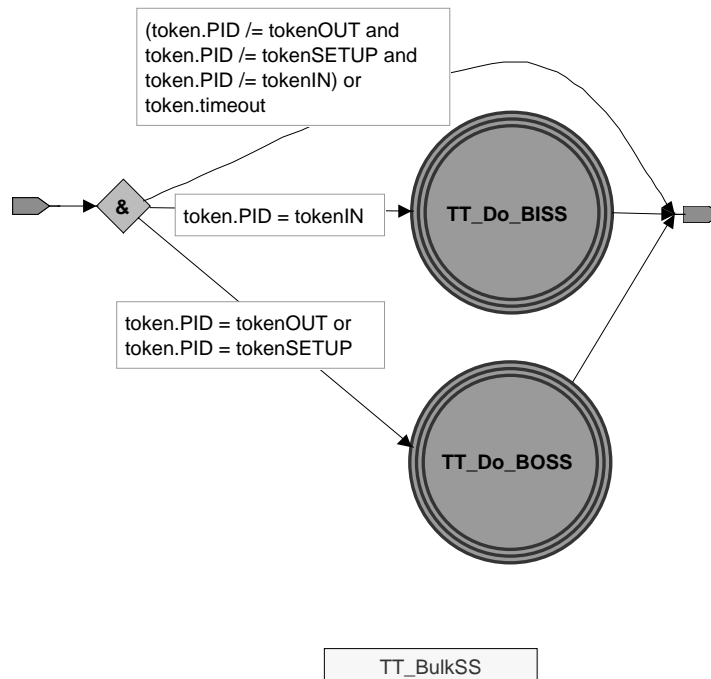 (token.PID /= tokenOUT and
token.PID /= tokenSETUP and
token.PID /= tokenIN) or
token.timeout
&
token.PID = tokenIN
TT_Do_BISS
token.PID = tokenOUT or
token.PID = tokenSETUP
TT_Do_BOSS
TT_BulkSS